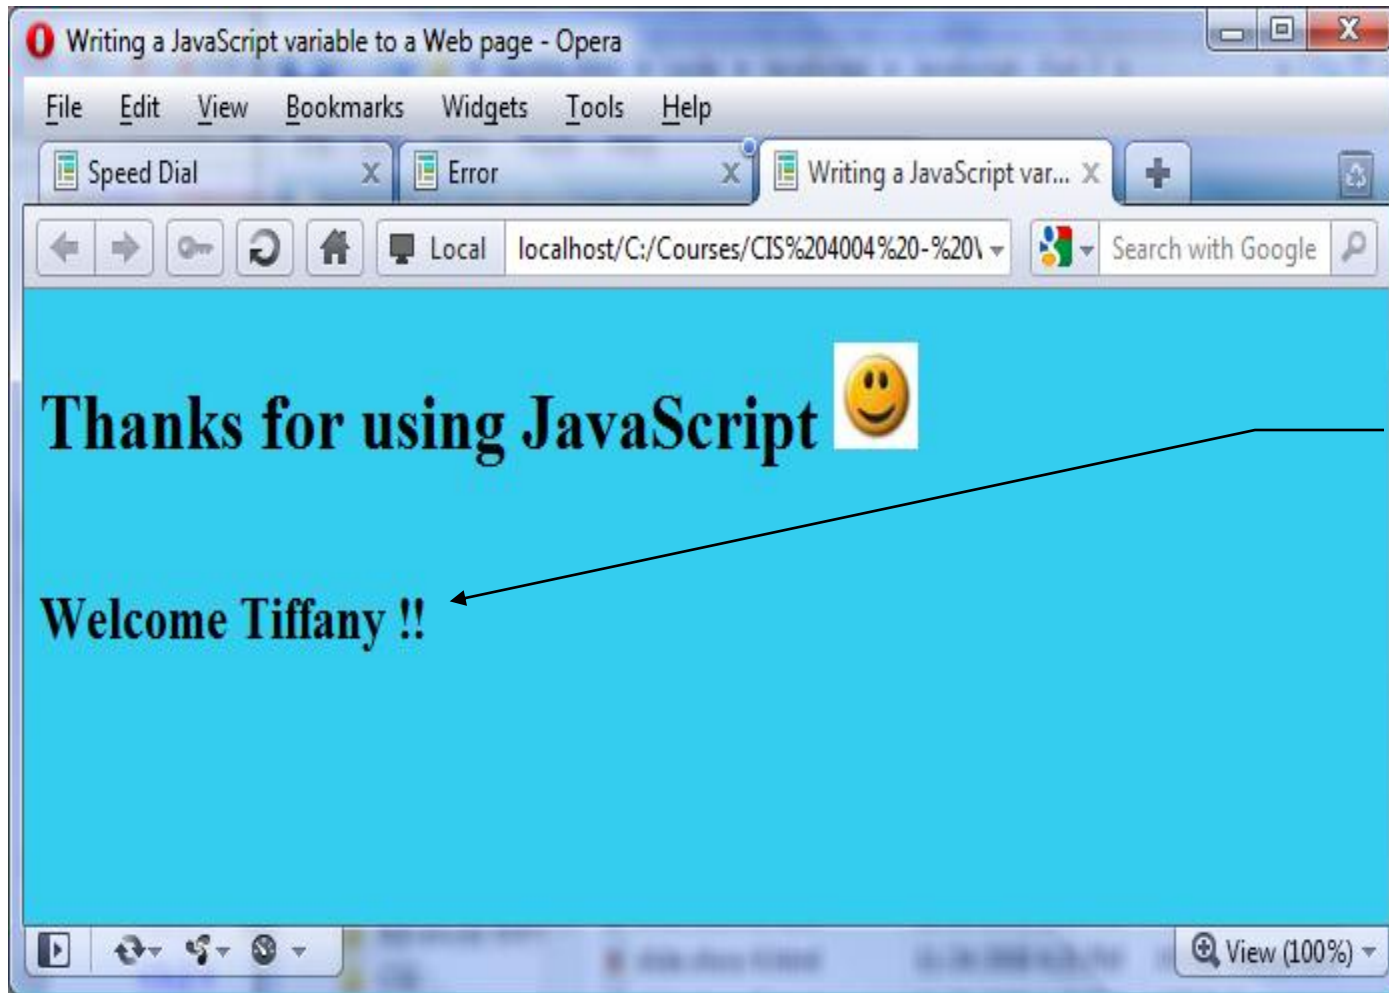 Writing a JavaScript variable to a Web page - Opera
File Edit View Bookmarks Widgets Tools Help
Speed Dial Error Writing a JavaScript var...
Local localhost/C:/Courses/CIS%204004%20-%20\ Search with Google
Thanks for using JavaScript
Welcome Tiffany !!
View (100%)